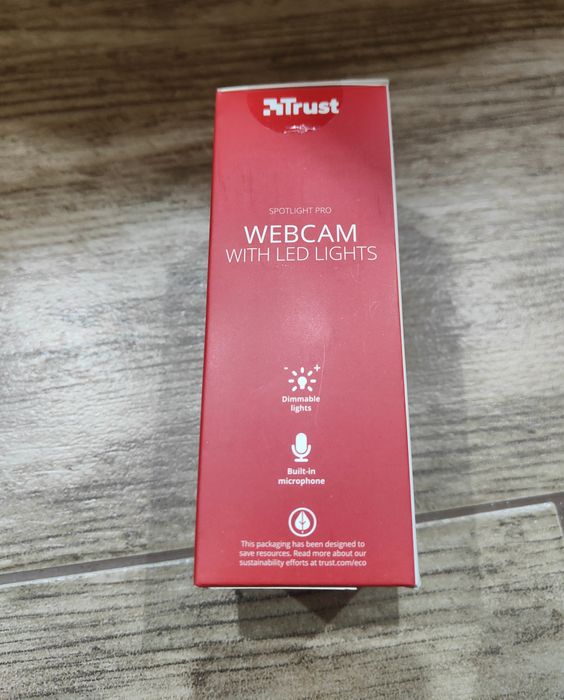 Trust
SPOTLIGHT PRO
WEBCAM
WITH LED LIGHTS
- +
Dimmable
lights
Built-in
microphone
This packaging has been designed to
save resources. Read more about our
sustainability efforts at trust.com/eco